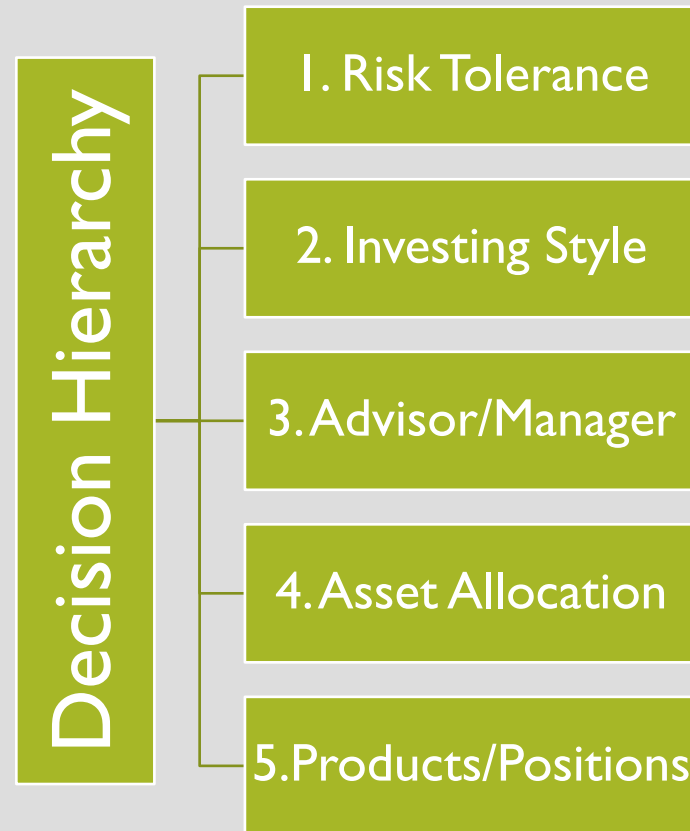 Decision Hierarchy
1. Risk Tolerance
2. Investing Style
3. Advisor/Manager
4. Asset Allocation
5.Products/Positions